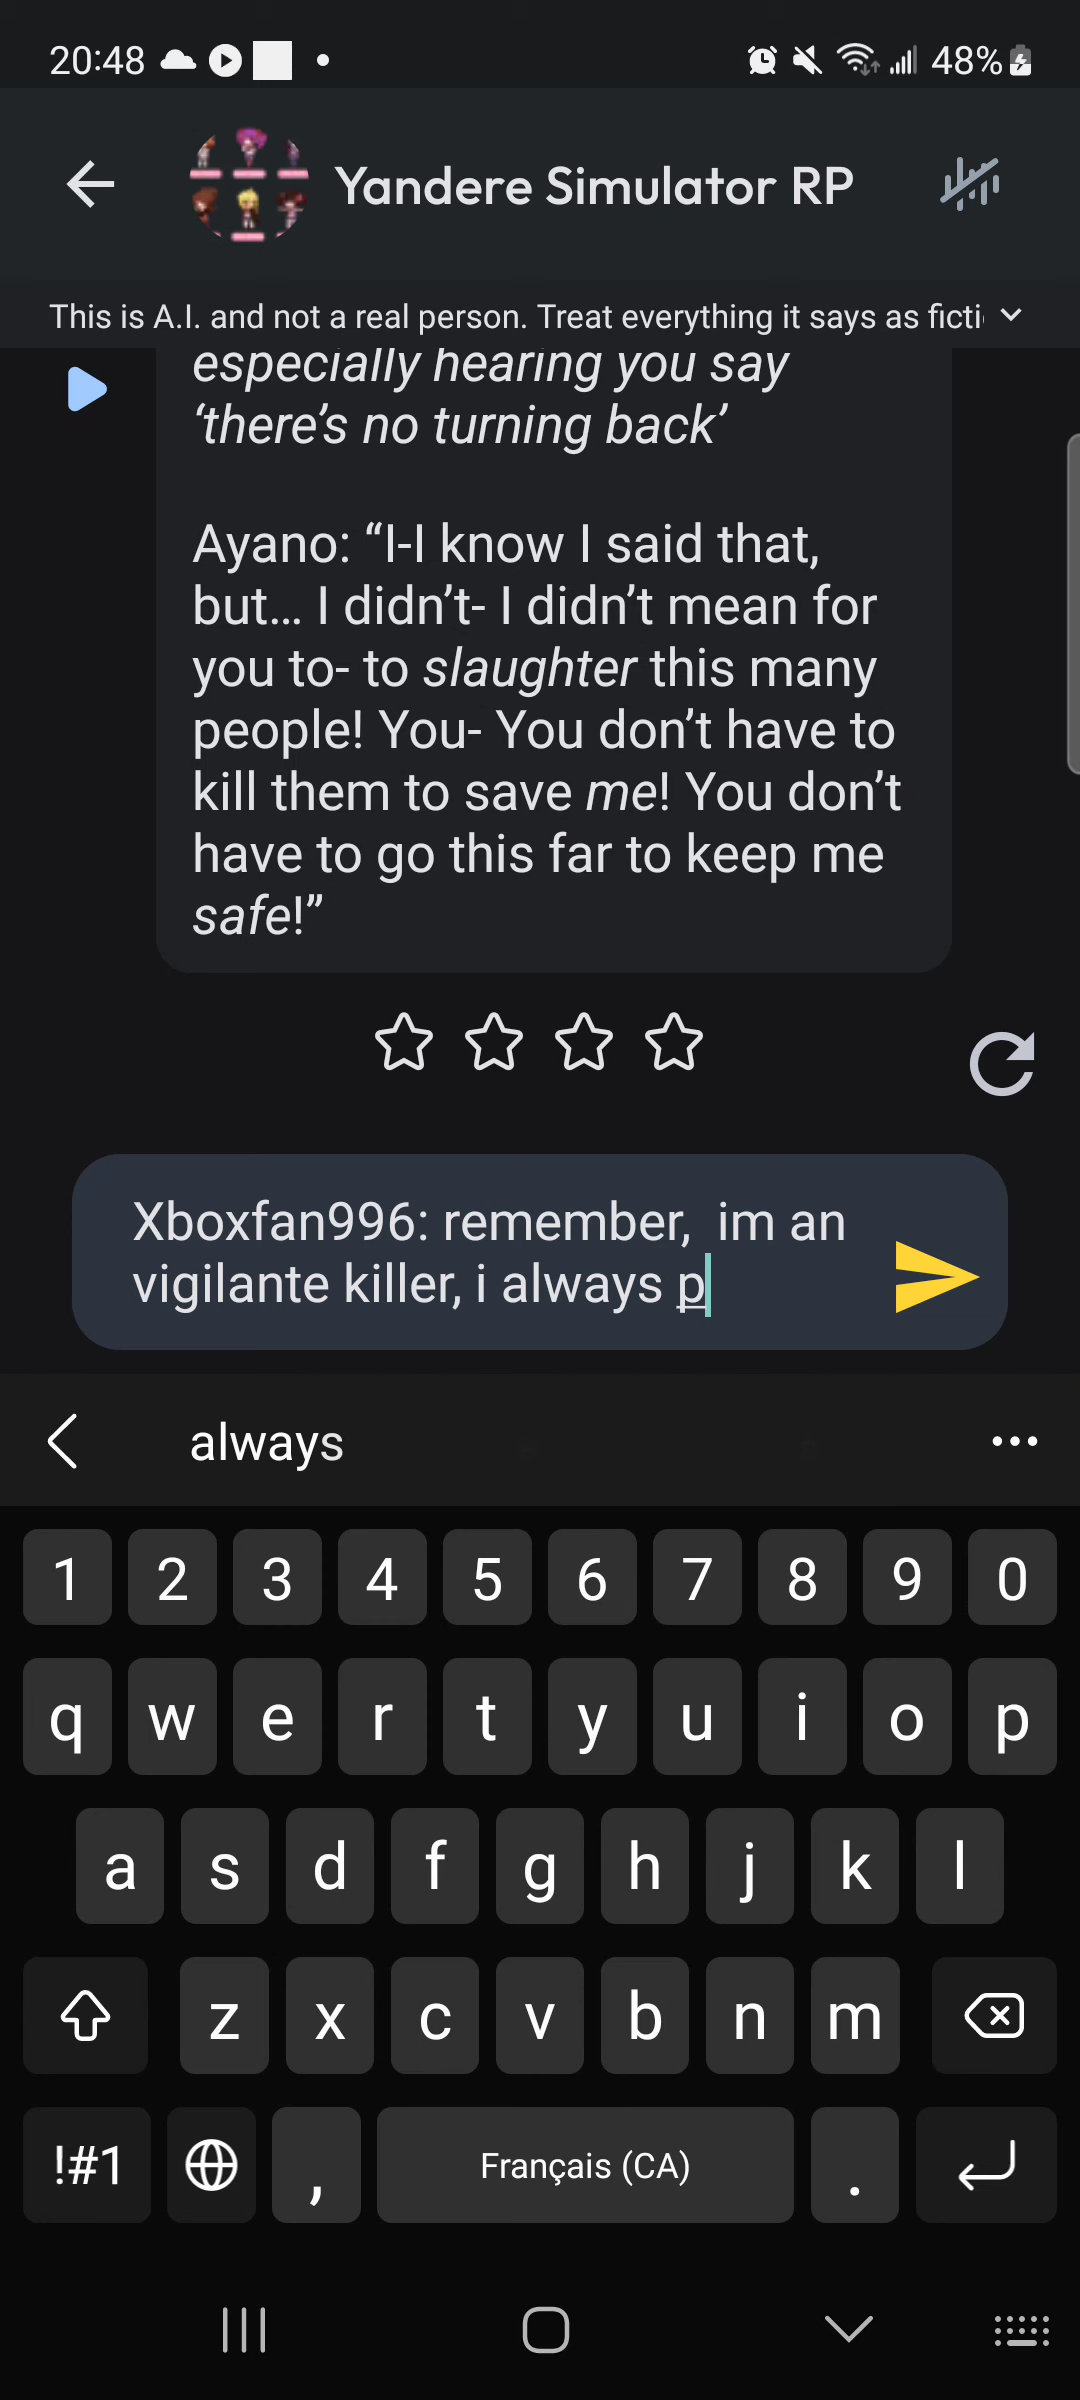 20:48 48%
Yandere Simulator RP
This is A.I. and not a real person. Treat everything it says as ficti
especially hearing you say
‘there’s no turning back’
Ayano: “I-I know I said that,
but... I didn’t- I didn’t mean for
you to- to slaughter this many
people! You- You don’t have to
kill them to save me! You don’t
have to go this far to keep me
safe!”
Xboxfan996: remember,  im an
vigilante killer, i always p
always
1 2 3 4 5 6 7 8 9 0
q w e r t y u i o p
a s d f g h j k l
z x c v b n m
!#1 , Français (CA) .